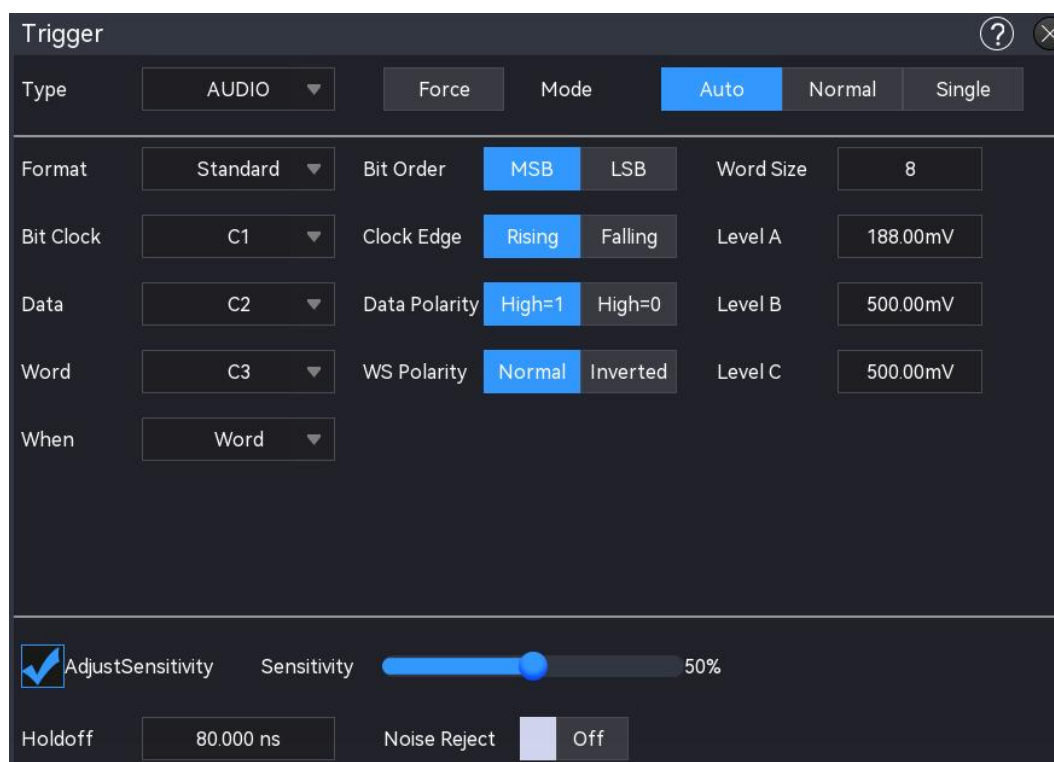 Trigger ?
Type AUDIO Force Mode Auto Normal Single
Format Standard Bit Order MSB LSB Word Size 8
Bit Clock C1 Clock Edge Rising Falling Level A 188.00mV
Data C2 Data Polarity High=1 High=0 Level B 500.00mV
Word C3 WS Polarity Normal Inverted Level C 500.00mV
When Word
AdjustSensitivity Sensitivity 50%
Holdoff 80.000 ns Noise Reject Off